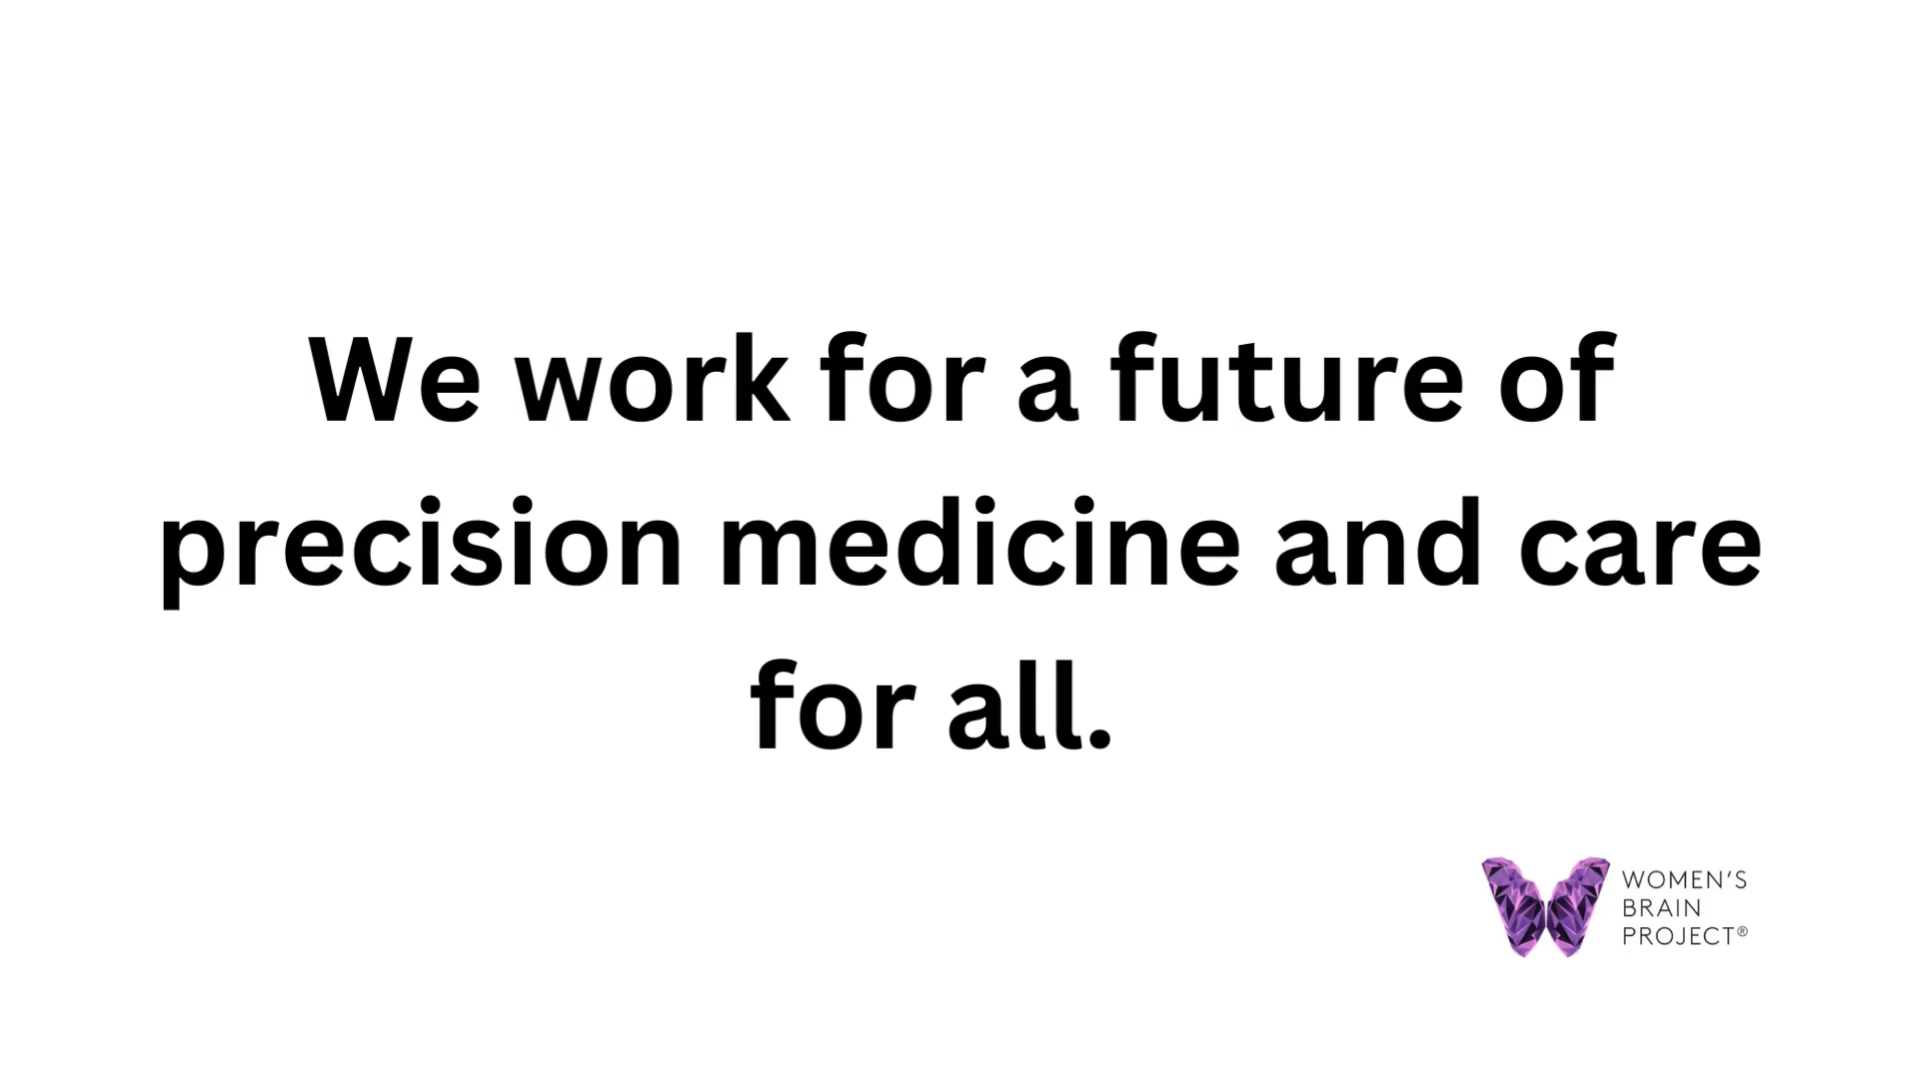 We work for a future of
precision medicine and care
for all.
WOMEN'S
BRAIN
PROJECT®